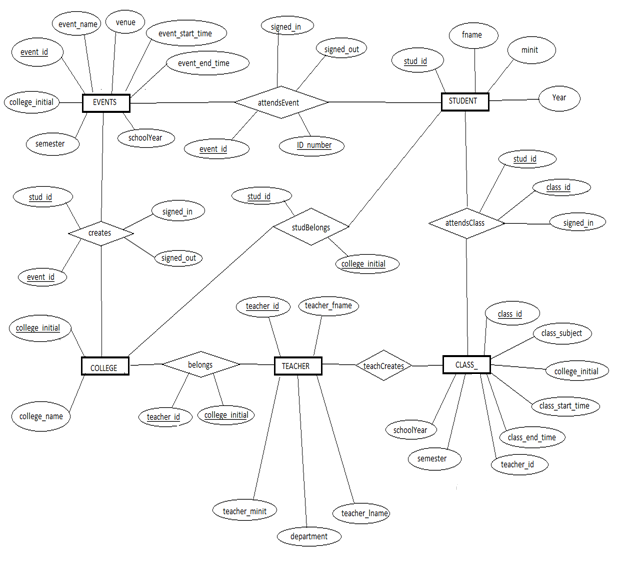 event_name
venue
event_id
event_start_time
event_end_time
college_initial
EVENTS
semester
schoolYear
signed_in
signed_out
attendsEvent
event_id
ID_number
fname
stud_id
minit
STUDENT
Year
stud_id
class_id
attendsClass
signed_in
stud_id
signed_in
creates
signed_out
event_id
stud_id
studBelongs
college_initial
college_initial
COLLEGE
college_name
belongs
teacher_id
college_initial
teacher_id
teacher_fname
TEACHER
teachCreates
teacher_minit
department
teacher_lname
class_id
class_subject
CLASS_
college_initial
class_start_time
schoolYear
class_end_time
semester
teacher_id